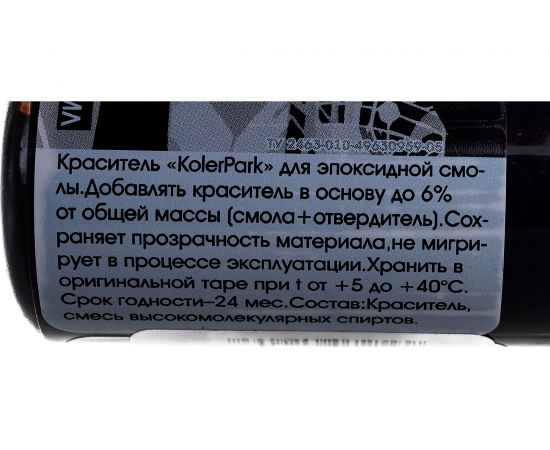 ТУ 2463-010-49630959-05
Краситель «KolerPark» для эпоксидной смо-
лы.Добавлять краситель в основу до 6%
от общей массы (смола+отвердитель).Сох-
раняет прозрачность материала,не мигри-
рует в процессе эксплуатации.Хранить в
оригинальной таре при t от +5 до +40°C.
Срок годности–24 мес.Состав:Краситель,
смесь высокомолекулярных спиртов.